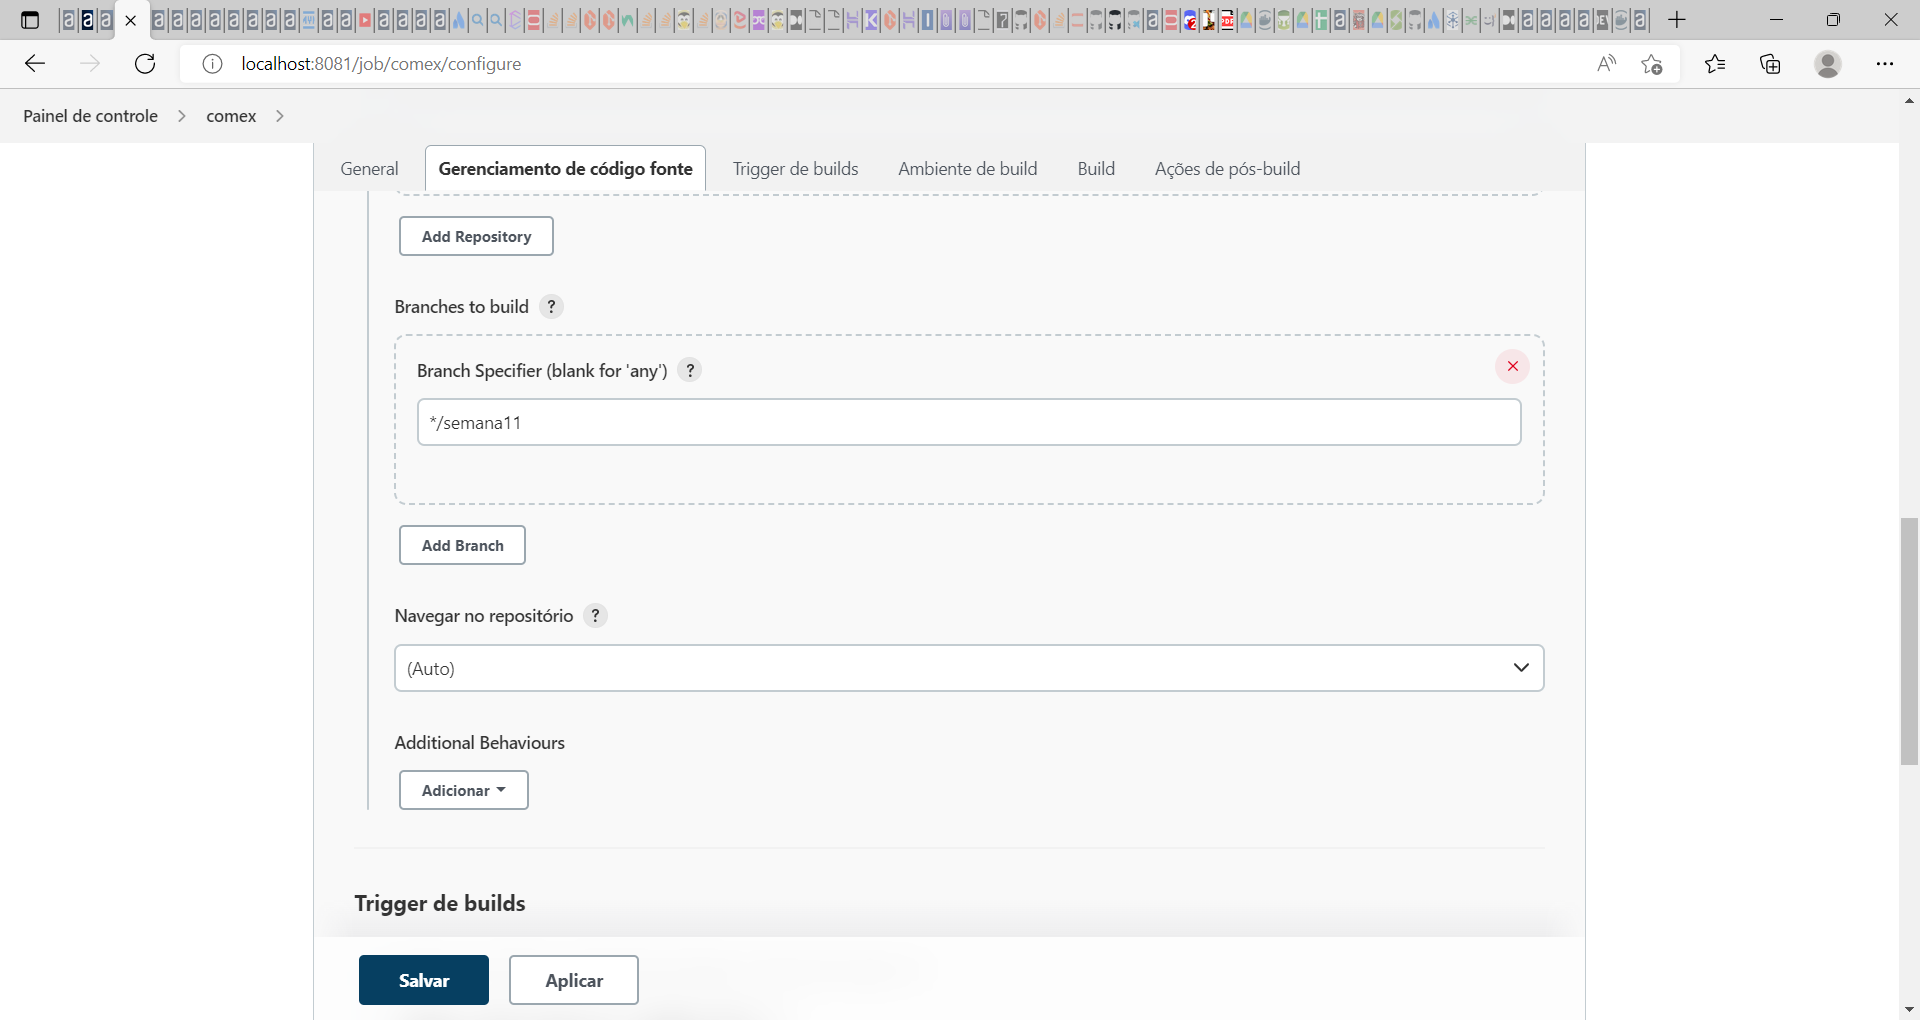 localhost:8081/job/comex/configure
Painel de controle
comex
General
Gerenciamento de código fonte
Trigger de builds
Ambiente de build
Build
Ações de pós-build
Add Repository
Branches to build ?
Branch Specifier (blank for 'any') ?
*/semana11
Add Branch
Navegar no repositório ?
(Auto)
Additional Behaviours
Adicionar
Trigger de builds
Salvar
Aplicar